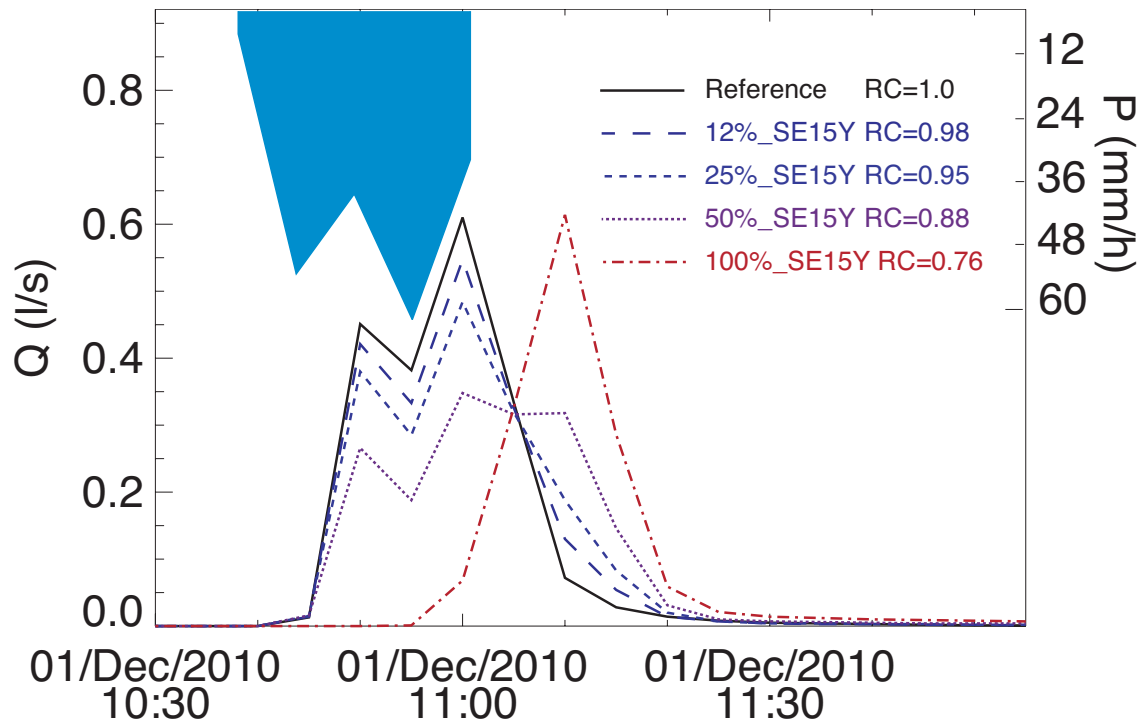 Q (l/s)
0.8
0.6
0.4
0.2
0.0
Reference RC=1.0
12%_SE15Y RC=0.98
25%_SE15Y RC=0.95
50%_SE15Y RC=0.88
100%_SE15Y RC=0.76
12
24
36
48
60
P (mm/h)
01/Dec/2010
10:30
01/Dec/2010
11:00
01/Dec/2010
11:30